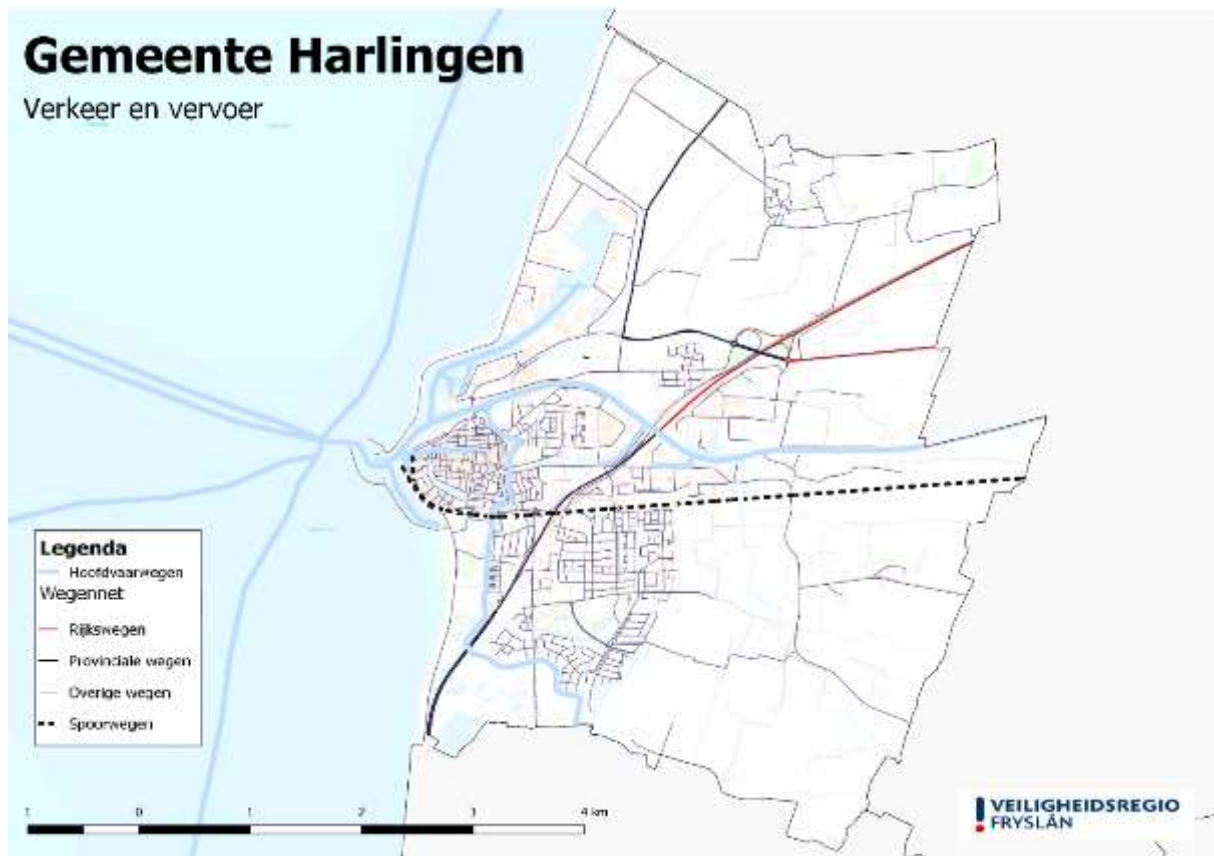 Gemeente Harlingen
Verkeer en vervoer
Legenda
Hoofdvaarwegen
Wegennet
Rijkswegen
Provinciale wegen
Overige wegen
Spoorwegen
1 0 1 2 3 4 km
VEILIGHEIDSREGIO
FRYSLÂN